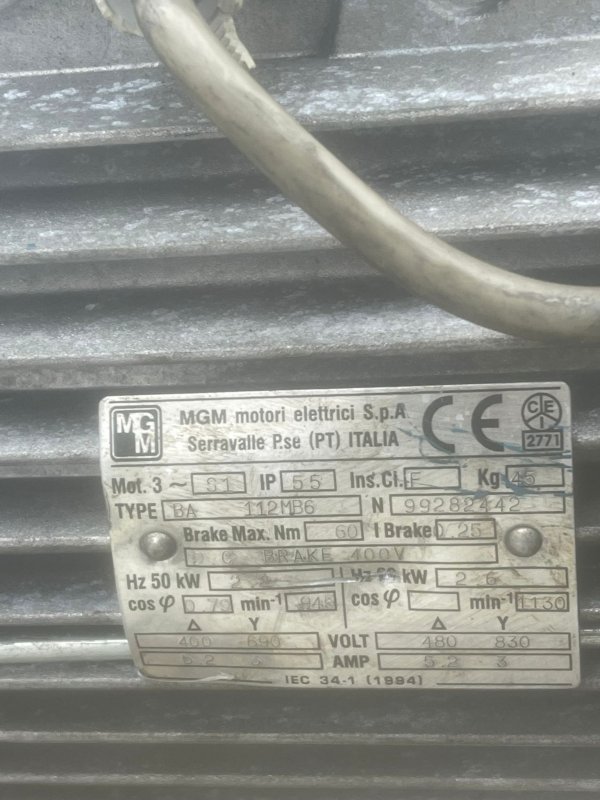 MGM
MGM motori elettrici S.p.A
Serravalle P.se (PT) ITALIA
CE
CEI
2771
Mot. 3 ~ S1 IP 55 Ins.Cl. F Kg 45
TYPE BA 112MB6 N 99282442
Brake Max. Nm 60 I Brake 0.25
D C BRAKE 400V
Hz 50 kW 2.2 Hz 60 kW 2.6
cos φ 0.79 min-1 948 cos φ min-1 1130
Δ Y Δ Y
400 690 VOLT 480 830
5.2 3 AMP 5.2 3
IEC 34-1 (1994)